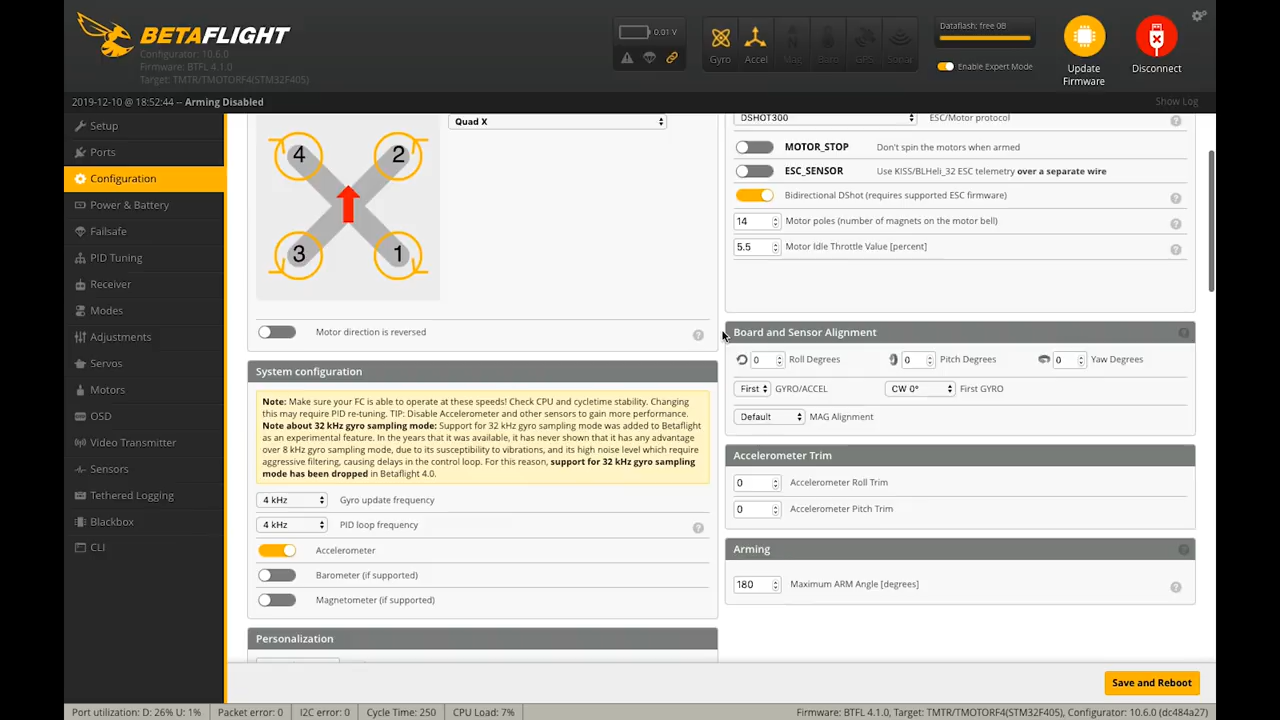 BETAFLIGHT
Configurator: 10.6.0
Firmware: BTFL 4.1.0
Target: TMTR/TMOTORF4(STM32F405)
0.01 V
Gyro
Accel
Mag
Baro
GPS
Sonar
Dataflash: free 0B
Enable Expert Mode
Update
Firmware
Disconnect
2019-12-10 @ 18:52:44 -- Arming Disabled
Show Log
Setup
Ports
Configuration
Power & Battery
Failsafe
PID Tuning
Receiver
Modes
Adjustments
Servos
Motors
OSD
Video Transmitter
Sensors
Tethered Logging
Blackbox
CLI
Quad X
4
2
3
1
Motor direction is reversed
System configuration
Note: Make sure your FC is able to operate at these speeds! Check CPU and cycletime stability. Changing
this may require PID re-tuning. TIP: Disable Accelerometer and other sensors to gain more performance.
Note about 32 kHz gyro sampling mode: Support for 32 kHz gyro sampling mode was added to Betaflight
as an experimental feature. In the years that it was available, it has never shown that it has any advantage
over 8 kHz gyro sampling mode, due to its susceptibility to vibrations, and its high noise level which require
aggressive filtering, causing delays in the control loop. For this reason, support for 32 kHz gyro sampling
mode has been dropped in Betaflight 4.0.
4 kHz Gyro update frequency
4 kHz PID loop frequency
Accelerometer
Barometer (if supported)
Magnetometer (if supported)
Personalization
DSHOT300 ESC/Motor protocol
MOTOR_STOP Don't spin the motors when armed
ESC_SENSOR Use KISS/BLHeli_32 ESC telemetry over a separate wire
Bidirectional DShot (requires supported ESC firmware)
14 Motor poles (number of magnets on the motor bell)
5.5 Motor Idle Throttle Value [percent]
Board and Sensor Alignment
0 Roll Degrees 0 Pitch Degrees 0 Yaw Degrees
First GYRO/ACCEL CW 0° First GYRO
Default MAG Alignment
Accelerometer Trim
0 Accelerometer Roll Trim
0 Accelerometer Pitch Trim
Arming
180 Maximum ARM Angle [degrees]
Save and Reboot
Port utilization: D: 26% U: 1% Packet error: 0 I2C error: 0 Cycle Time: 250 CPU Load: 7% Firmware: BTFL 4.1.0, Target: TMTR/TMOTORF4(STM32F405), Configurator: 10.6.0 (dc484a27)